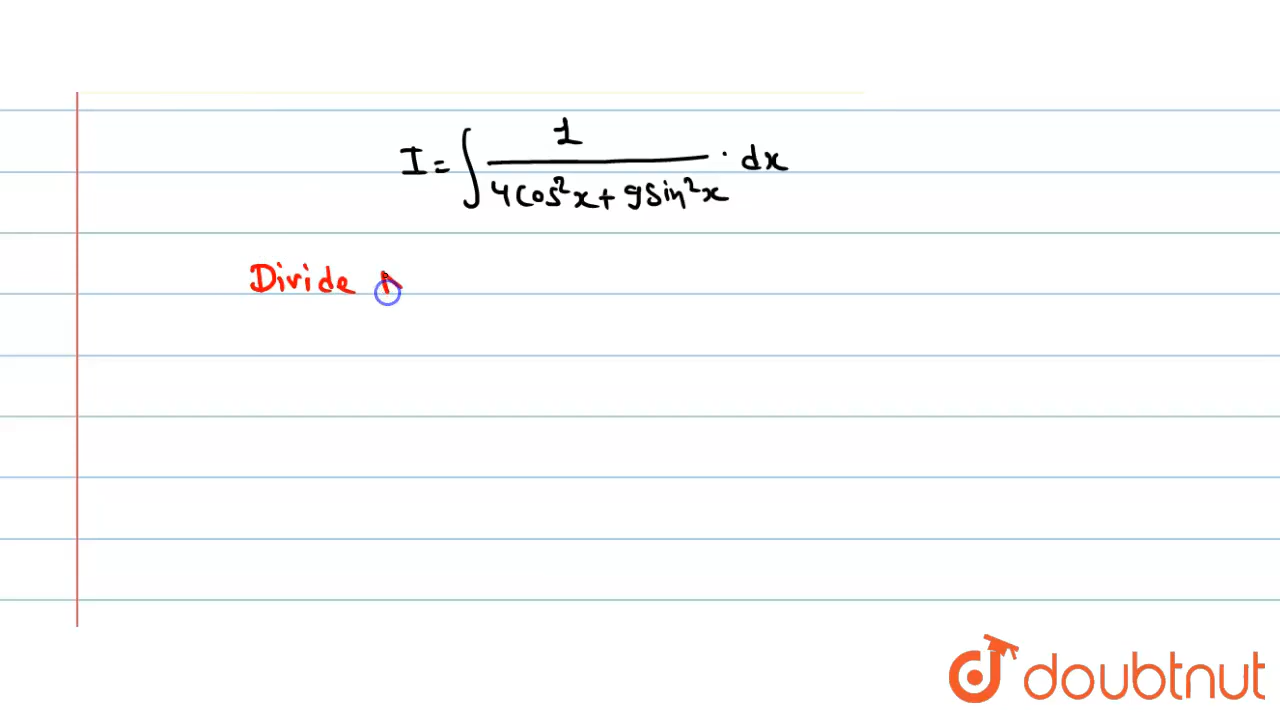 I = ∫ 1 / (4cos²x + 9sin²x) · dx
Divide
doubtnut